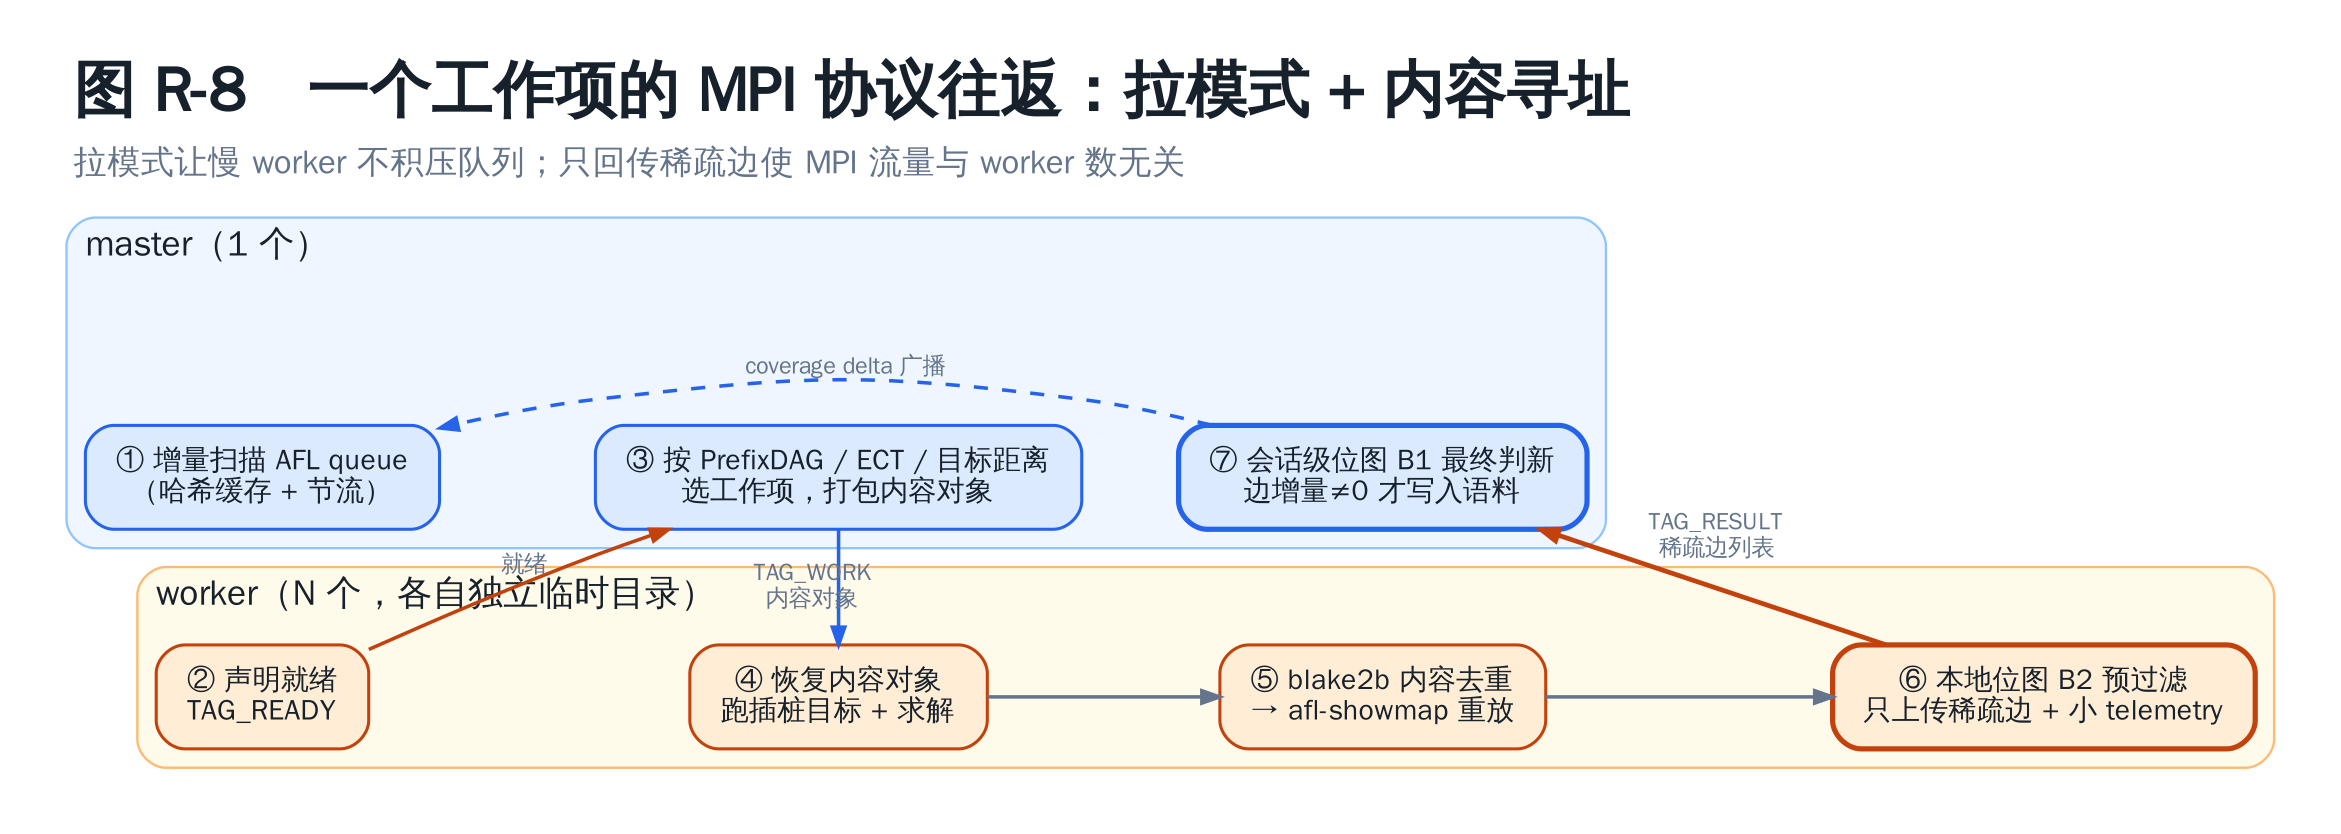 图 R-8　一个工作项的 MPI 协议往返：拉模式 + 内容寻址
拉模式让慢 worker 不积压队列；只回传稀疏边使 MPI 流量与 worker 数无关
master（1 个）
coverage delta 广播
① 增量扫描 AFL queue
（哈希缓存 + 节流）
③ 按 PrefixDAG / ECT / 目标距离
选工作项，打包内容对象
⑦ 会话级位图 B1 最终判新
边增量≠0 才写入语料
TAG_RESULT
稀疏边列表
就绪
TAG_WORK
内容对象
worker（N 个，各自独立临时目录）
② 声明就绪
TAG_READY
④ 恢复内容对象
跑插桩目标 + 求解
⑤ blake2b 内容去重
→ afl-showmap 重放
⑥ 本地位图 B2 预过滤
只上传稀疏边 + 小 telemetry